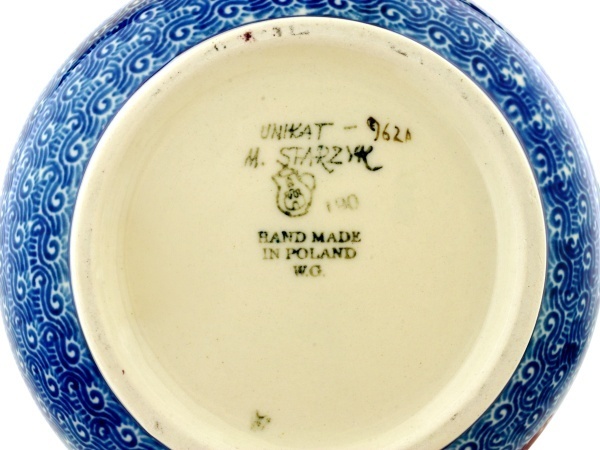 UNIKAT - 962A
M. STARZYK
190
HAND MADE
IN POLAND
W.G.